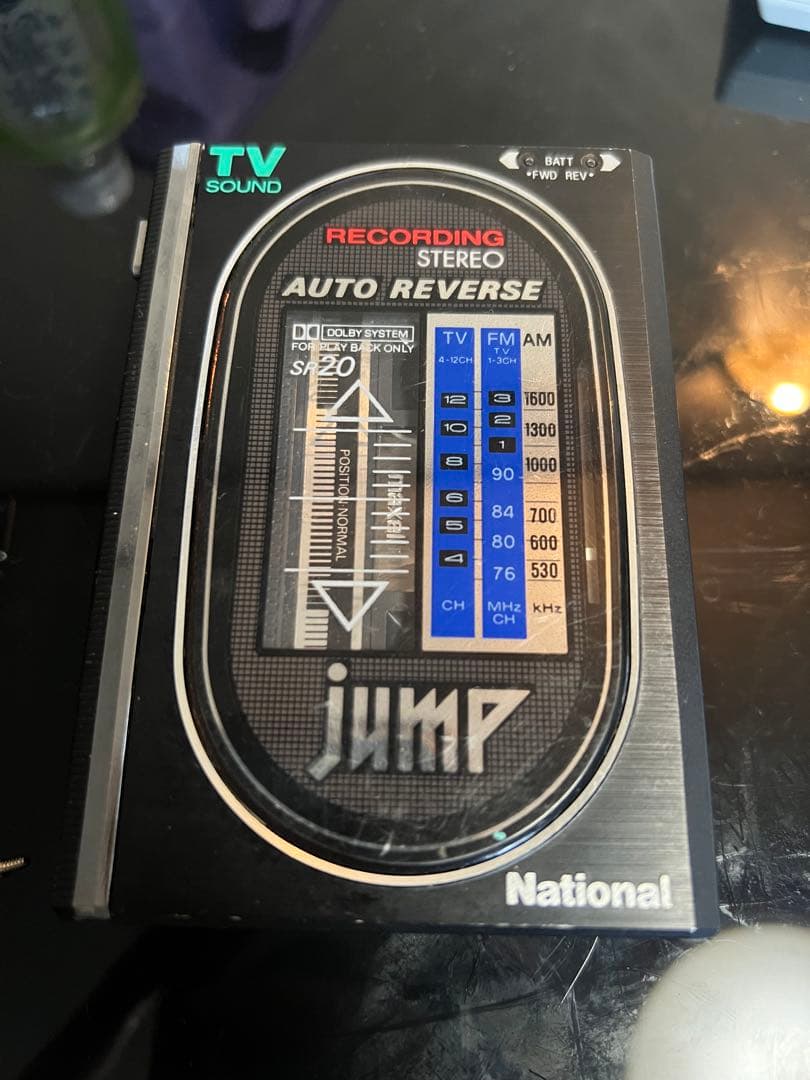 TV
SOUND
BATT
•FWD REV•
RECORDING
STEREO
AUTO REVERSE
DOLBY SYSTEM
FOR PLAY BACK ONLY
SR20
POSITION NORMAL
maxell
TV FM AM
TV
4-12CH 1-3CH
12 3 1600
10 2 1300
8 1 1000
90
6 84 700
5 80 600
4 76 530
CH MHz kHz
CH
jump
National